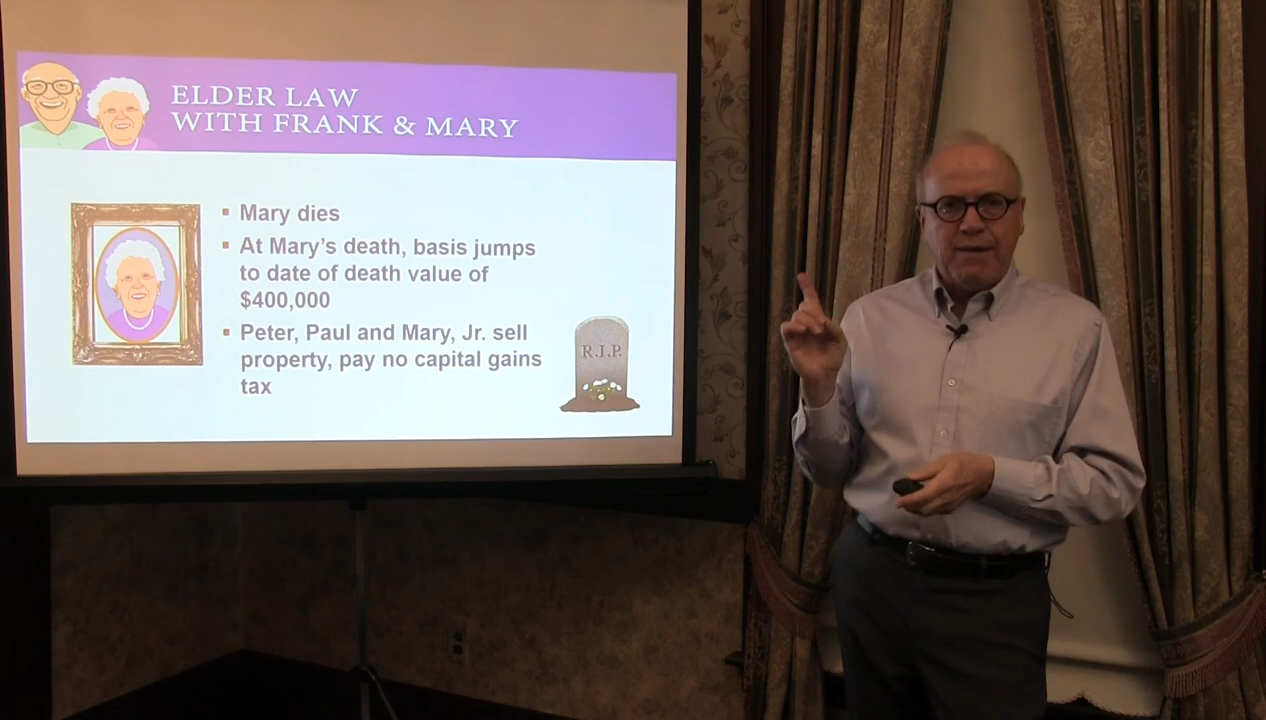 ELDER LAW
WITH FRANK & MARY
▪ Mary dies
▪ At Mary's death, basis jumps
to date of death value of
$400,000
▪ Peter, Paul and Mary, Jr. sell
property, pay no capital gains
tax
R.I.P.